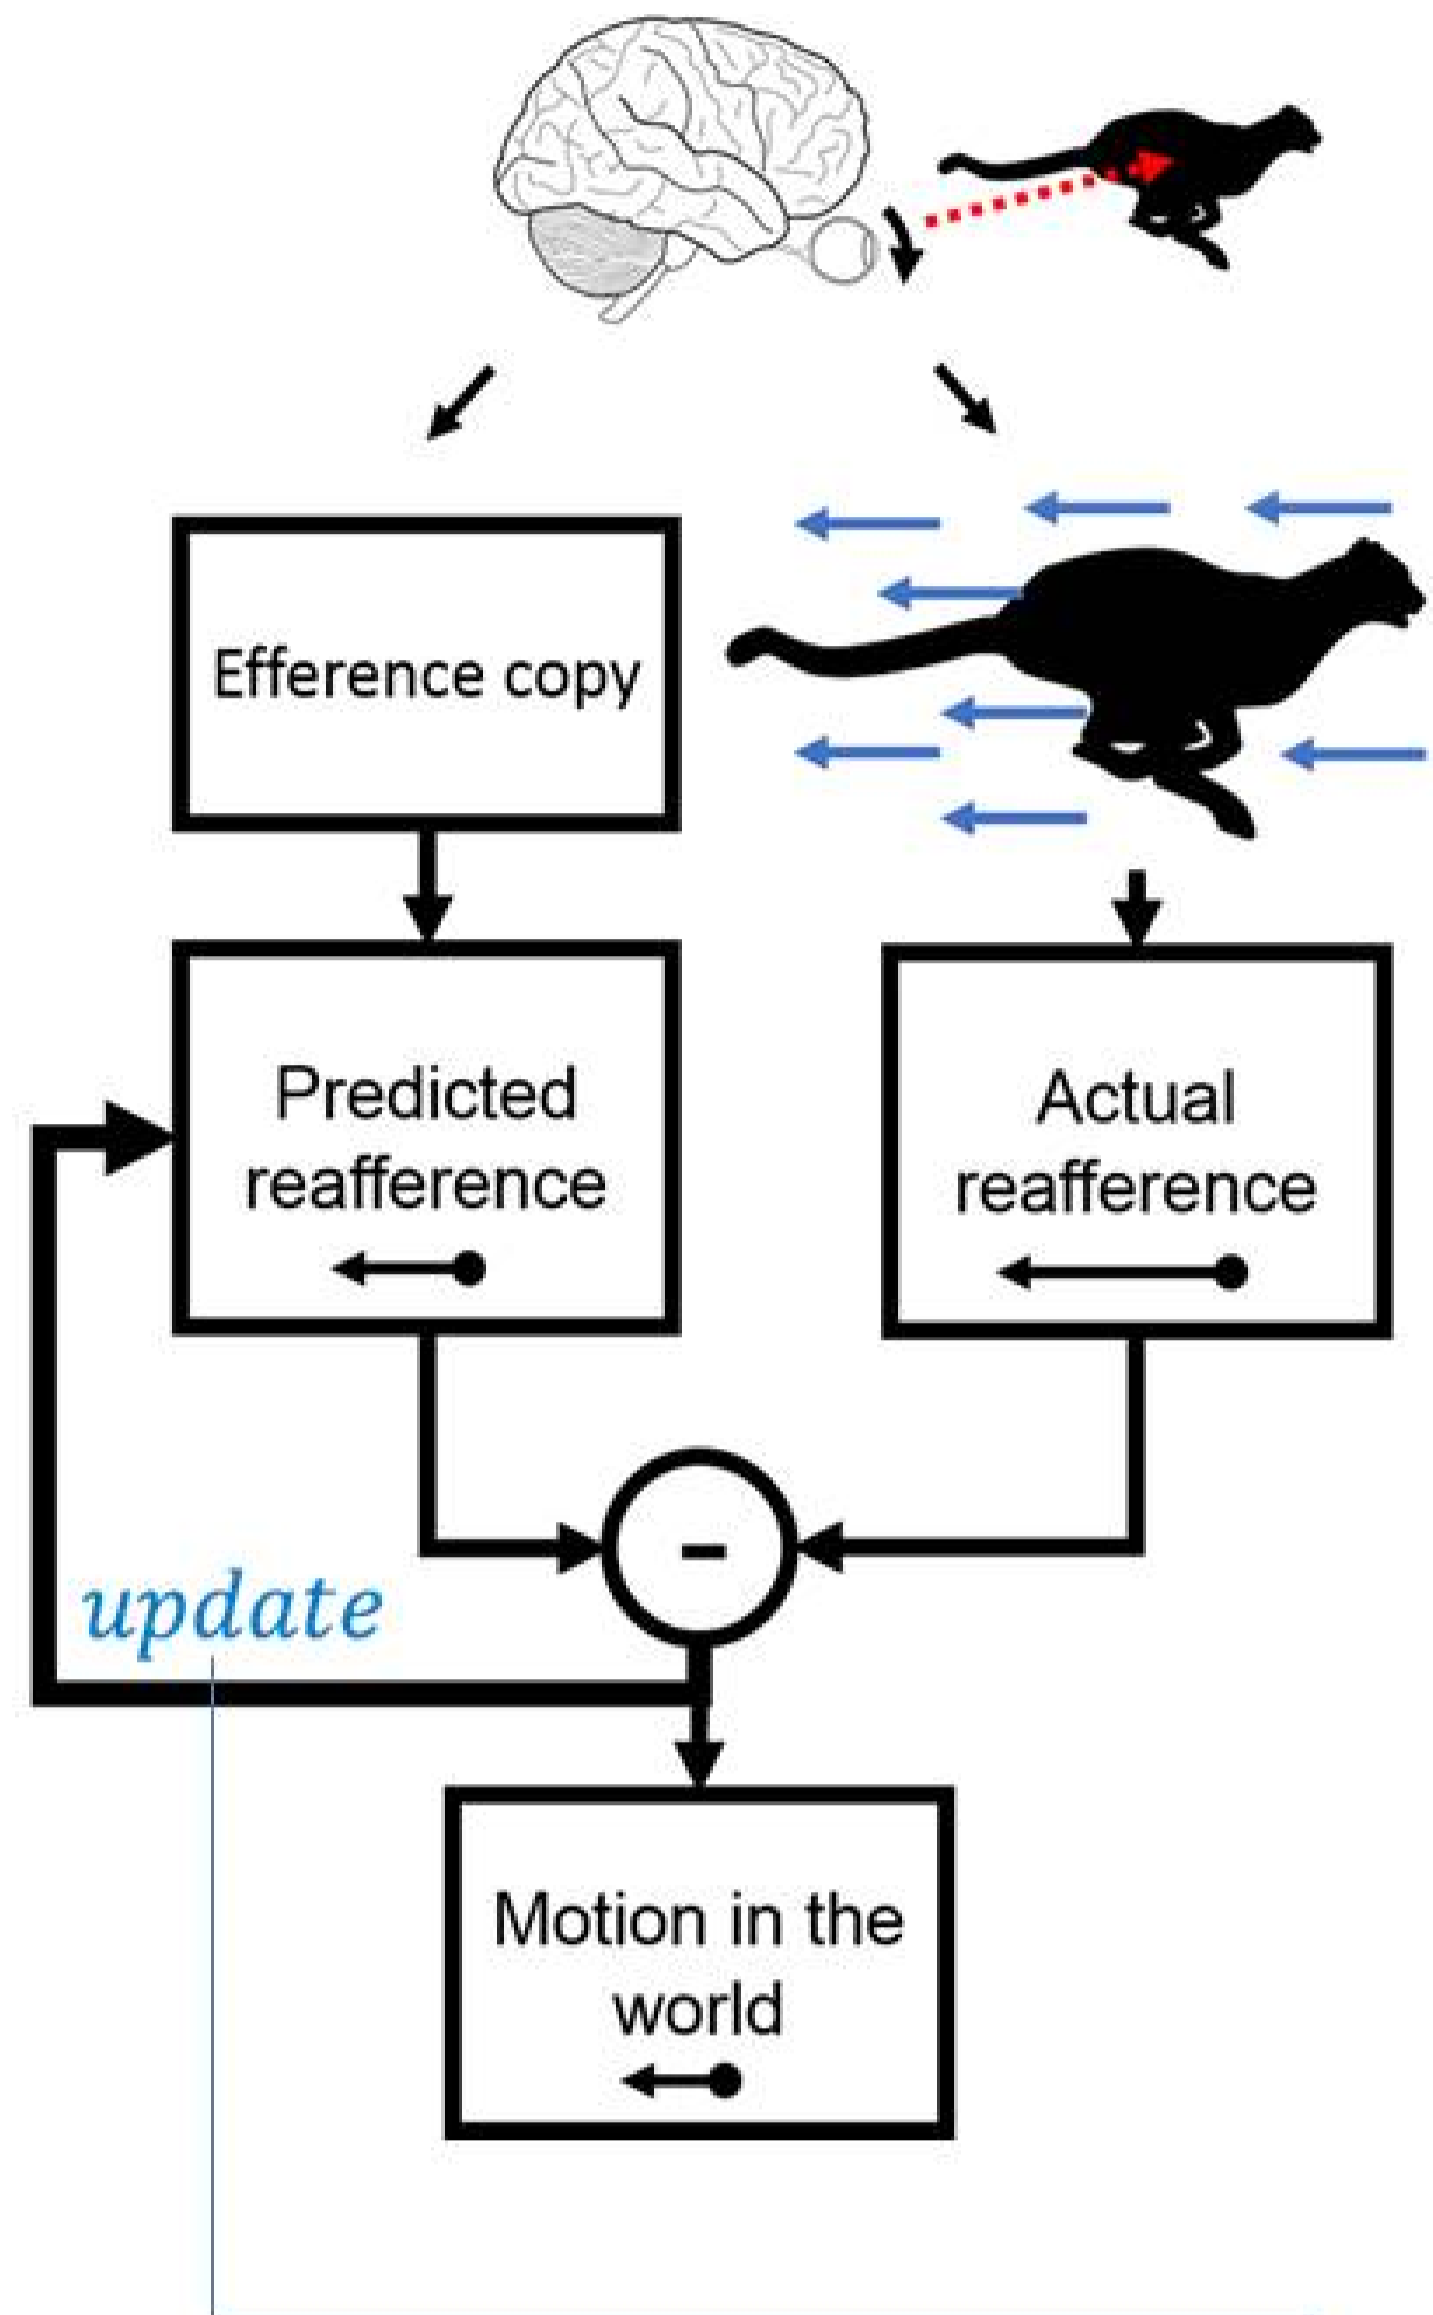 Efference copy
Predicted
reafference
Actual
reafference
-
update
Motion in the
world